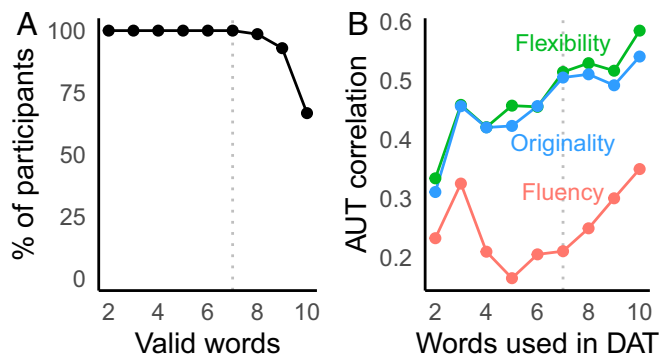 A
% of participants
100
75
50
25
0
2 4 6 8 10
Valid words
B
AUT correlation
0.6
0.5
0.4
0.3
0.2
Flexibility
Originality
Fluency
2 4 6 8 10
Words used in DAT